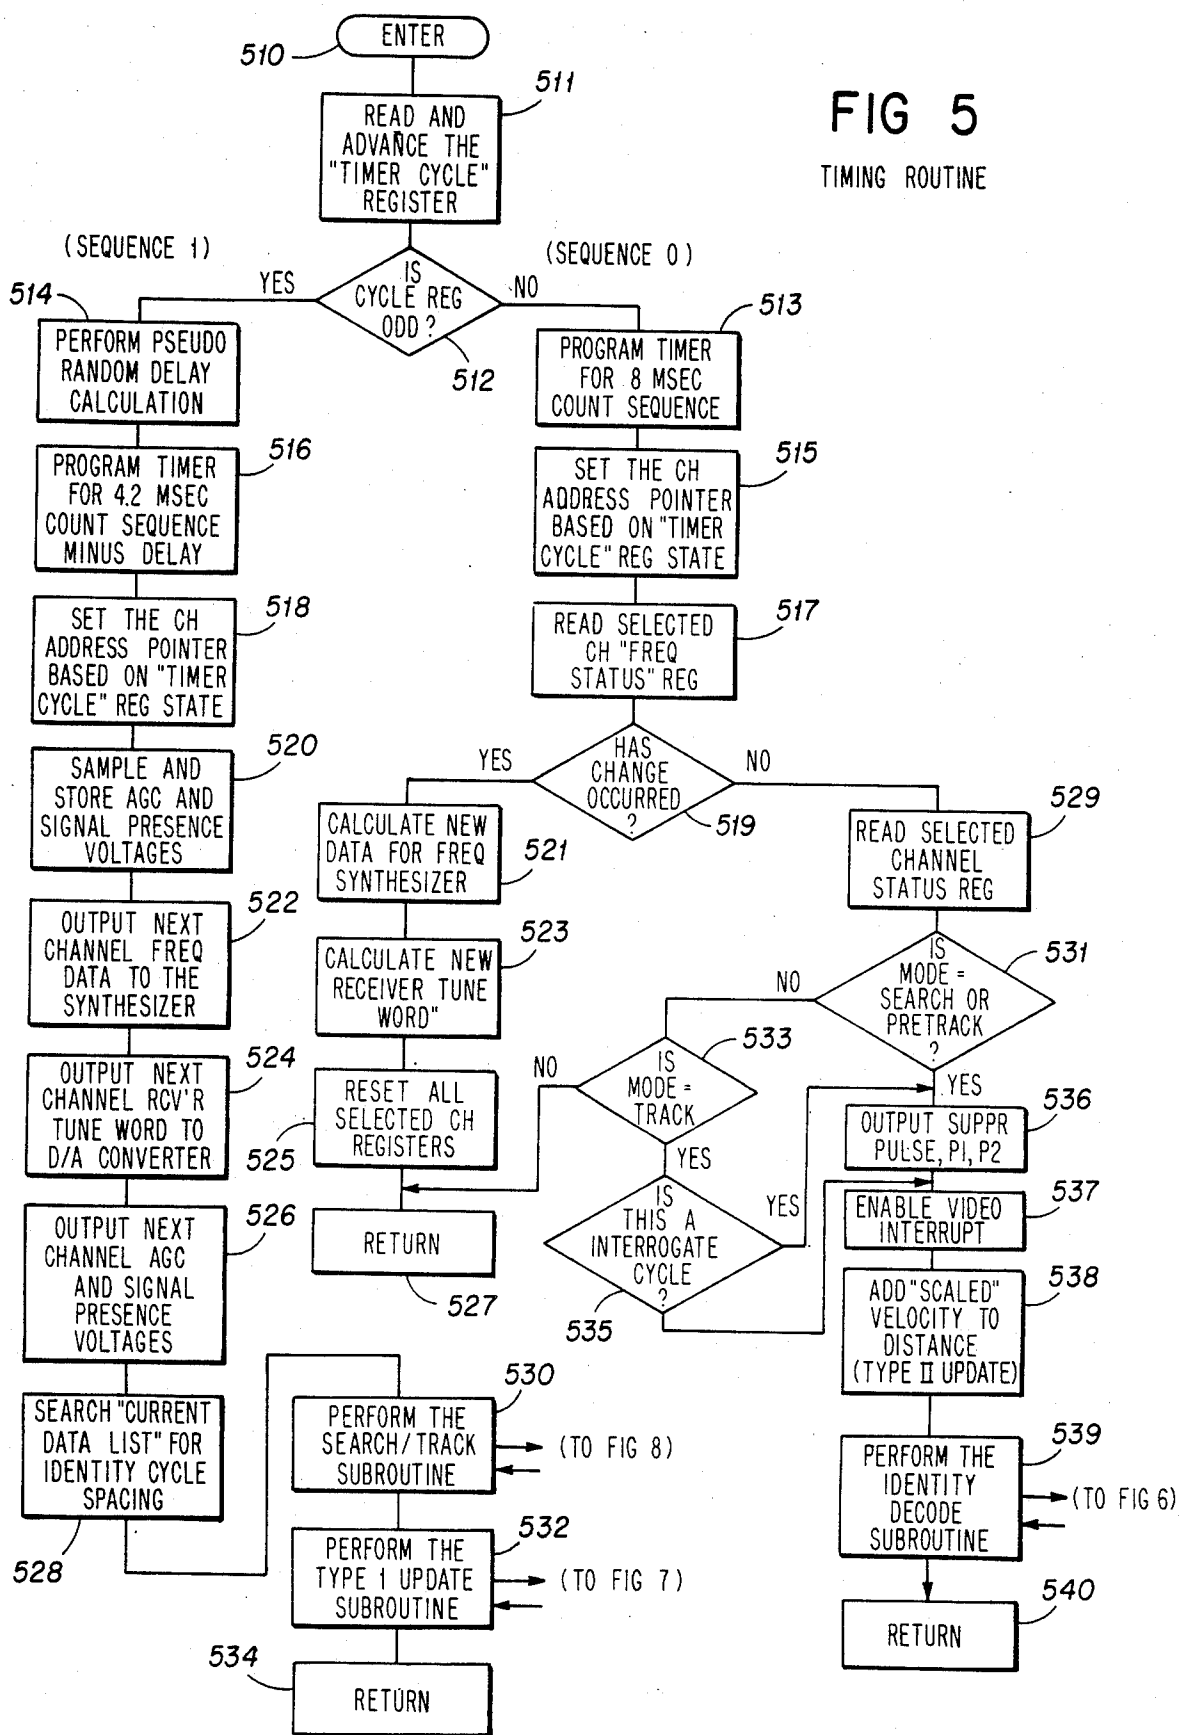 FIG 5
TIMING ROUTINE
510
ENTER
511
READ AND
ADVANCE THE
"TIMER CYCLE"
REGISTER
(SEQUENCE 1)
(SEQUENCE 0)
YES
IS
CYCLE REG
ODD ?
NO
512
514
PERFORM PSEUDO
RANDOM DELAY
CALCULATION
516
PROGRAM TIMER
FOR 4.2 MSEC
COUNT SEQUENCE
MINUS DELAY
518
SET THE CH
ADDRESS POINTER
BASED ON "TIMER
CYCLE" REG STATE
520
SAMPLE AND
STORE AGC AND
SIGNAL PRESENCE
VOLTAGES
522
OUTPUT NEXT
CHANNEL FREQ
DATA TO THE
SYNTHESIZER
524
OUTPUT NEXT
CHANNEL RCV'R
TUNE WORD TO
D/A CONVERTER
526
OUTPUT NEXT
CHANNEL AGC
AND SIGNAL
PRESENCE
VOLTAGES
SEARCH "CURRENT
DATA LIST" FOR
IDENTITY CYCLE
SPACING
528
530
PERFORM THE
SEARCH/TRACK
SUBROUTINE
(TO FIG 8)
532
PERFORM THE
TYPE 1 UPDATE
SUBROUTINE
(TO FIG 7)
534
RETURN
513
PROGRAM TIMER
FOR 8 MSEC
COUNT SEQUENCE
515
SET THE CH
ADDRESS POINTER
BASED ON "TIMER
CYCLE" REG STATE
517
READ SELECTED
CH "FREQ
STATUS" REG
YES
HAS
CHANGE
OCCURRED
?
NO
519
CALCULATE NEW
DATA FOR FREQ
SYNTHESIZER
521
523
CALCULATE NEW
RECEIVER TUNE
WORD"
RESET ALL
SELECTED CH
REGISTERS
525
RETURN
527
529
READ SELECTED
CHANNEL
STATUS REG
NO
IS
MODE =
SEARCH OR
PRETRACK
?
531
YES
NO
IS
MODE =
TRACK
533
YES
IS
THIS A
INTERROGATE
CYCLE
?
YES
535
OUTPUT SUPPR
PULSE, P1, P2
536
ENABLE VIDEO
INTERRUPT
537
ADD "SCALED"
VELOCITY TO
DISTANCE
(TYPE II UPDATE)
538
539
PERFORM THE
IDENTITY
DECODE
SUBROUTINE
(TO FIG 6)
RETURN
540